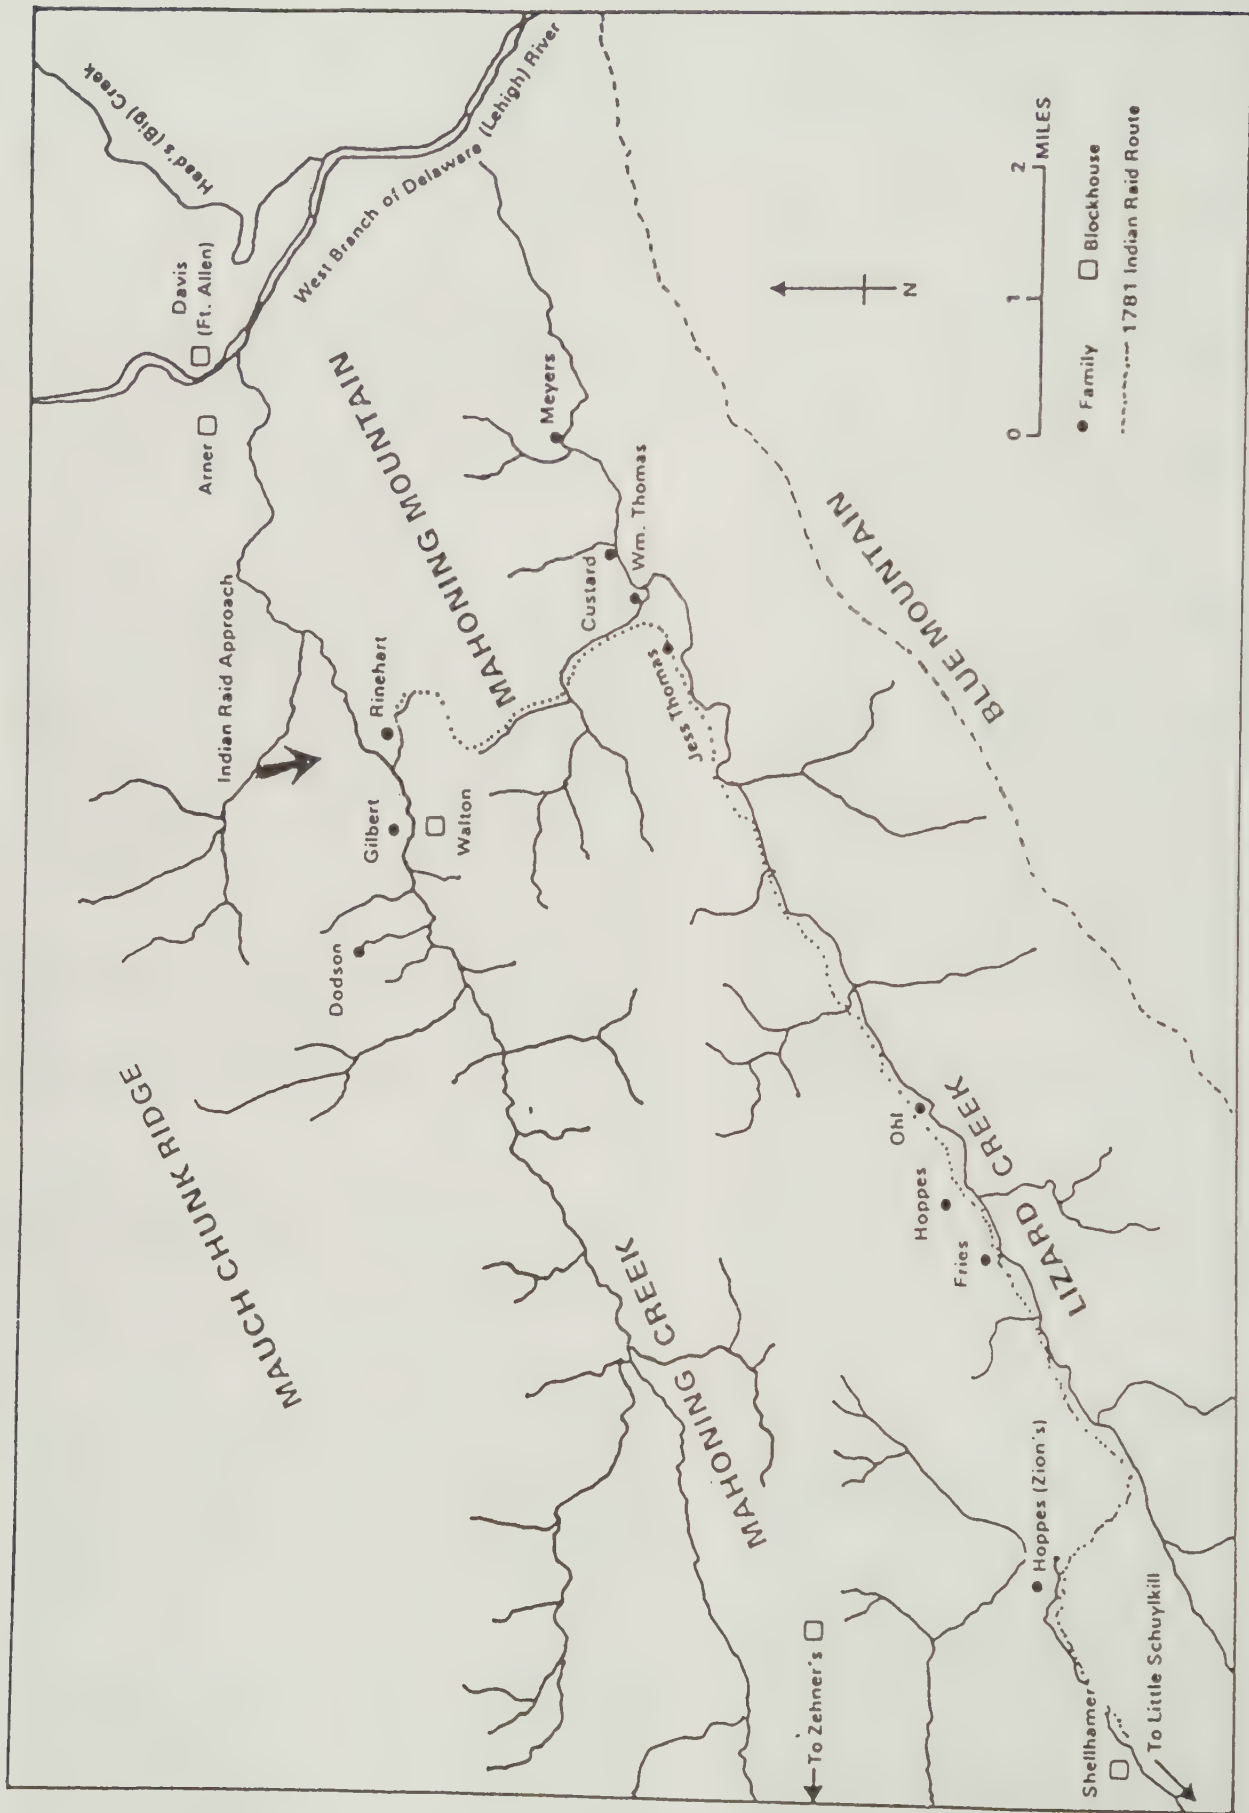 Head's (Big) Creek
West Branch of Delaware (Lehigh) River
Davis
(Ft. Allen)
Arner
Indian Raid Approach
MAHONING MOUNTAIN
Meyers
Rinehart
Custard
Wm. Thomas
Jess Thomas
Gilbert
Walton
Dodson
BLUE MOUNTAIN
MAUCH CHUNK RIDGE
MAHONING CREEK
Ohl
Hoppes
Fries
LIZARD CREEK
Hoppes (Zion's)
To Zehner's
Shellhamer
To Little Schuylkill
N
0 1 2
MILES
Family
Blockhouse
1781 Indian Raid Route